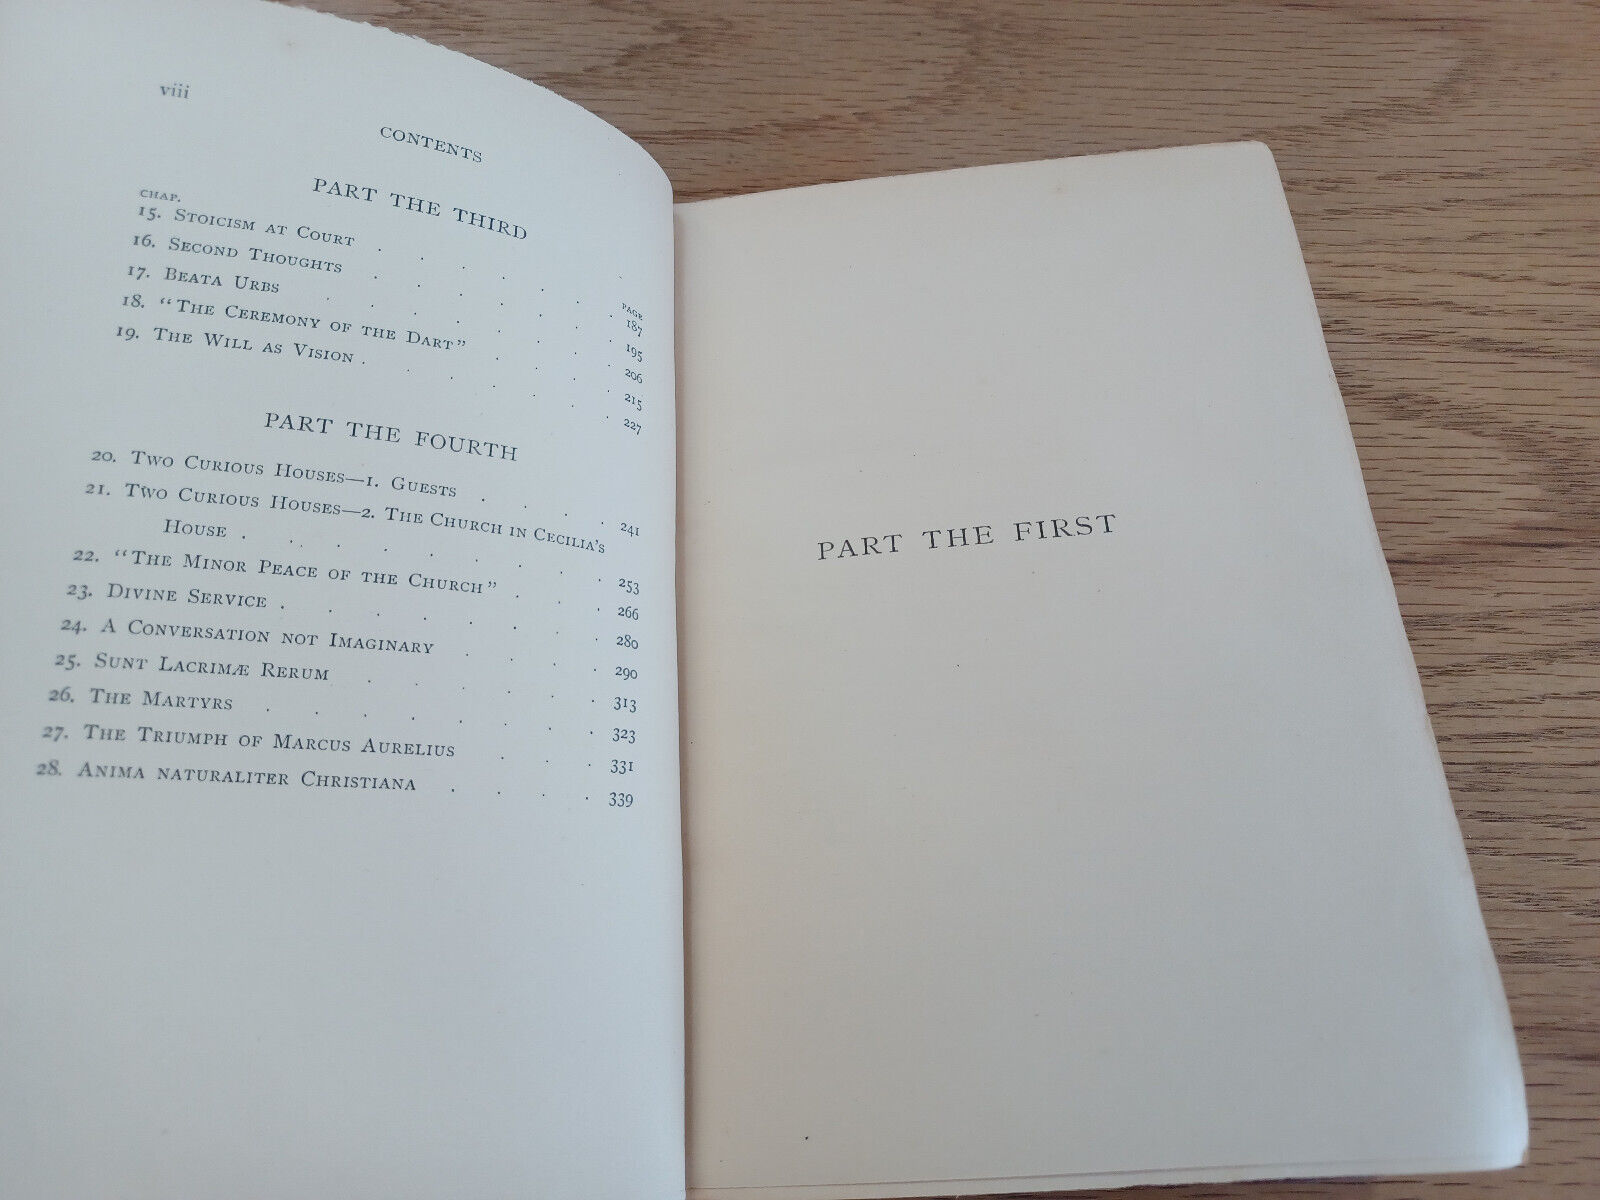 viii
CONTENTS
PART THE THIRD
CHAP.
PAGE
15. Stoicism at Court . . . . . . 187
16. Second Thoughts . . . . . . 195
17. Beata Urbs . . . . . . . 206
18. “The Ceremony of the Dart” . . . . 215
19. The Will as Vision . . . . . . 227
PART THE FOURTH
20. Two Curious Houses—1. Guests . . . . 241
21. Two Curious Houses—2. The Church in Cecilia's
House . . . . . . . . 253
22. “The Minor Peace of the Church” . . . 266
23. Divine Service . . . . . . . 280
24. A Conversation not Imaginary . . . . 290
25. Sunt Lacrimæ Rerum . . . . . . 313
26. The Martyrs . . . . . . . 323
27. The Triumph of Marcus Aurelius . . . 331
28. Anima naturaliter Christiana . . . . 339
PART THE FIRST